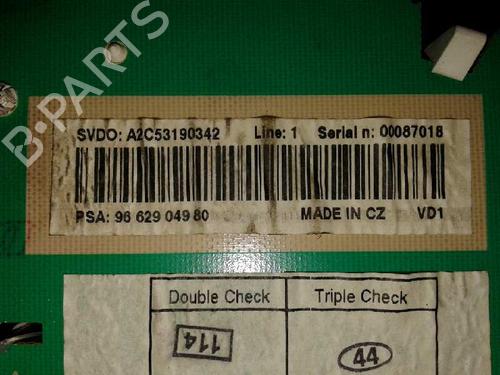 B·PARTS
SVDO: A2C53190342 Line: 1 Serial n: 00087018
PSA: 96 629 049 80 MADE IN CZ VD1
Double Check Triple Check
114 44